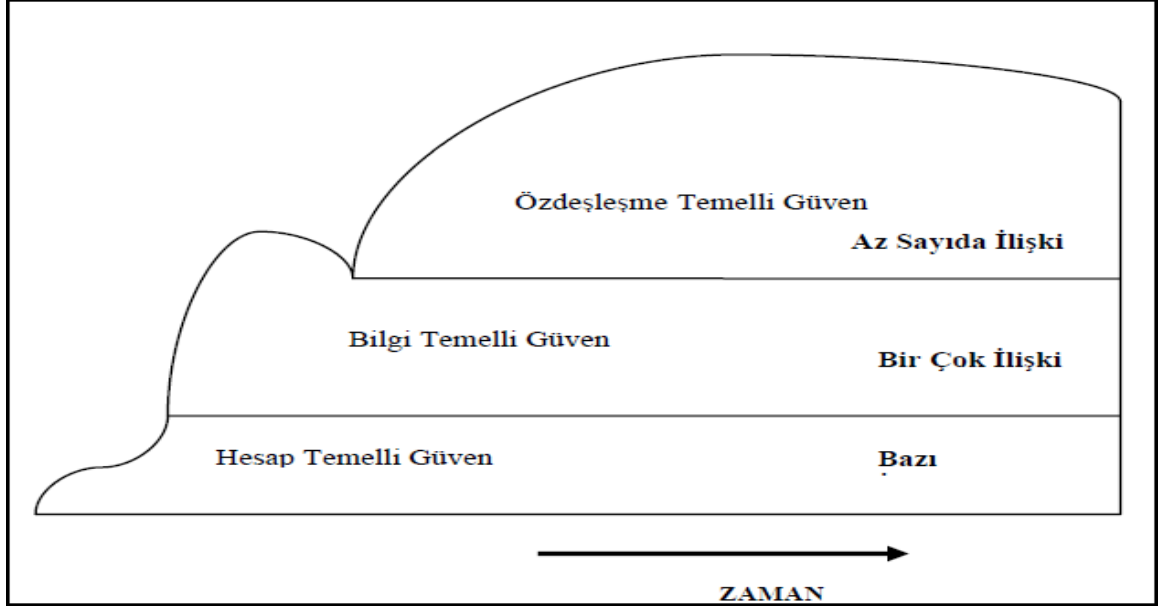 Özdeşleşme Temelli Güven
Az Sayıda İlişki
Bilgi Temelli Güven
Bir Çok İlişki
Hesap Temelli Güven
Bazı
ZAMAN